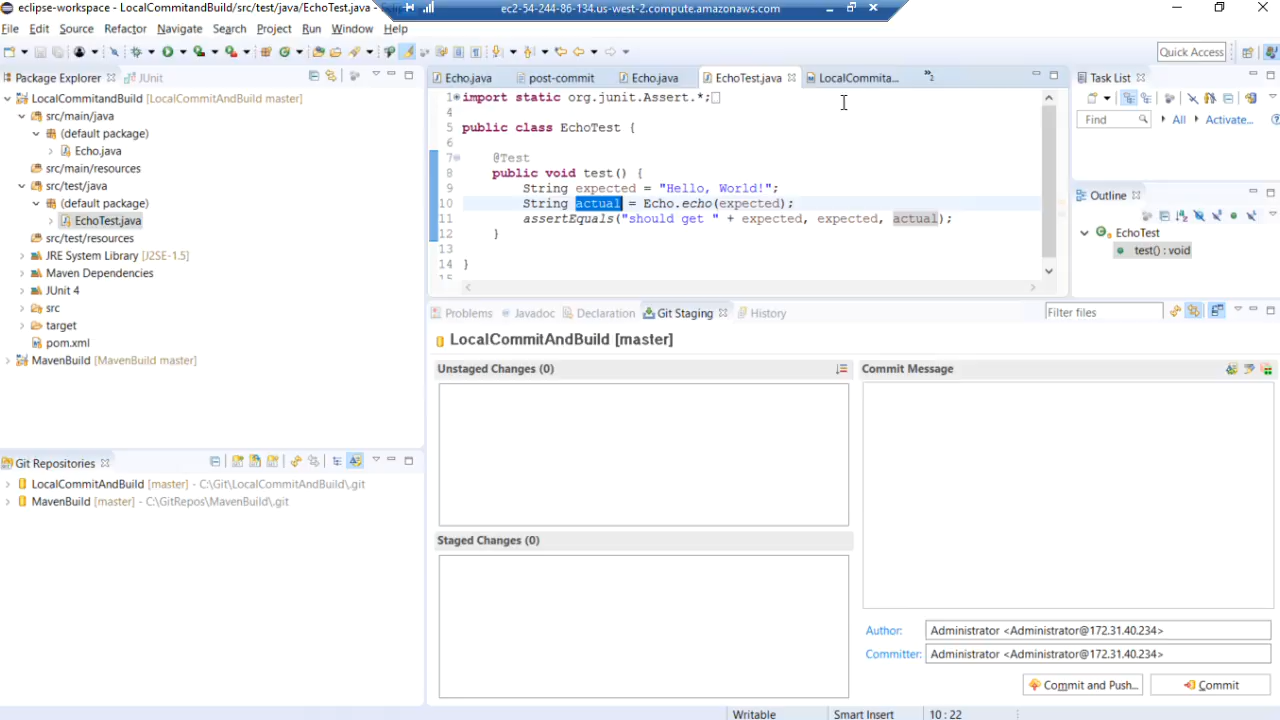 eclipse-workspace - LocalCommitandBuild/src/test/java/EchoTest.java -
ec2-54-244-86-134.us-west-2.compute.amazonaws.com
File Edit Source Refactor Navigate Search Project Run Window Help
Quick Access
Package Explorer JUnit
LocalCommitandBuild [LocalCommitAndBuild master]
src/main/java
(default package)
Echo.java
src/main/resources
src/test/java
(default package)
EchoTest.java
src/test/resources
JRE System Library [J2SE-1.5]
Maven Dependencies
JUnit 4
src
target
pom.xml
MavenBuild [MavenBuild master]
Git Repositories
LocalCommitAndBuild [master] - C:\Git\LocalCommitAndBuild\.git
MavenBuild [master] - C:\GitRepos\MavenBuild\.git
Echo.java post-commit Echo.java EchoTest.java LocalCommita... »2
1 import static org.junit.Assert.*;
4
5 public class EchoTest {
6
7 @Test
8 public void test() {
9 String expected = "Hello, World!";
10 String actual = Echo.echo(expected);
11 assertEquals("should get " + expected, expected, actual);
12 }
13
14 }
15
Task List
Find All Activate...
Outline
EchoTest
test() : void
Problems Javadoc Declaration Git Staging History
Filter files
LocalCommitAndBuild [master]
Unstaged Changes (0)
Staged Changes (0)
Commit Message
Author: Administrator <Administrator@172.31.40.234>
Committer: Administrator <Administrator@172.31.40.234>
Commit and Push... Commit
Writable Smart Insert 10 : 22